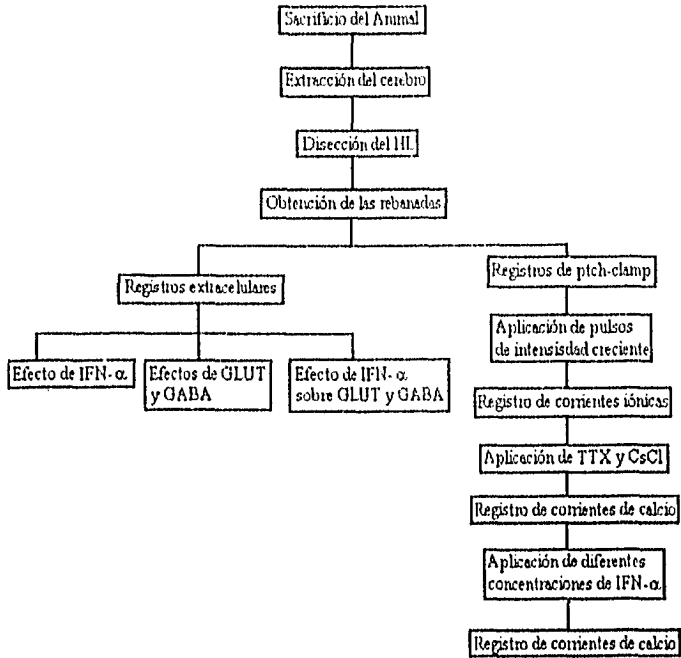 Sacrificio del Animal
Extracción del cerebro
Disección del HL
Obtención de las rebanadas
Registros extracelulares
Registros de ptch-clamp
Efecto de IFN-α
Efectos de GLUT
y GABA
Efecto de IFN-α
sobre GLUT y GABA
Aplicación de pulsos
de intensisdad creciente
Registro de corrientes iónicas
Aplicación de TTX y CsCl
Registro de corrientes de calcio
Aplicación de diferentes
concentraciones de IFN-α
Registro de corrientes de calcio